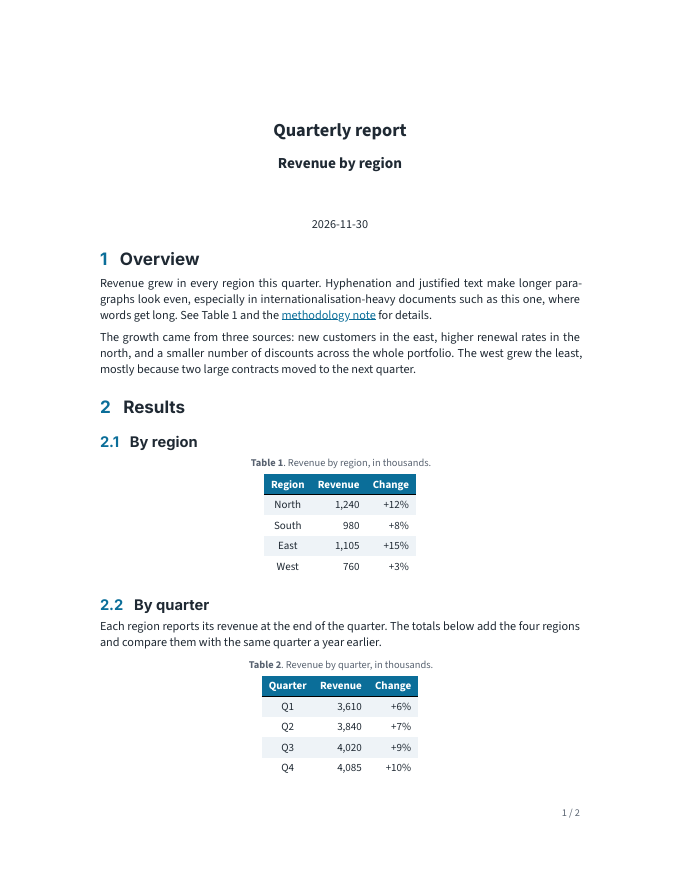 Quarterly report
Revenue by region
2026-11-30
1 Overview
Revenue grew in every region this quarter. Hyphenation and justified text make longer para-
graphs look even, especially in internationalisation-heavy documents such as this one, where
words get long. See Table 1 and the methodology note for details.
The growth came from three sources: new customers in the east, higher renewal rates in the
north, and a smaller number of discounts across the whole portfolio. The west grew the least,
mostly because two large contracts moved to the next quarter.
2 Results
2.1 By region
Table 1. Revenue by region, in thousands.
Region Revenue Change
North 1,240 +12%
South 980 +8%
East 1,105 +15%
West 760 +3%
2.2 By quarter
Each region reports its revenue at the end of the quarter. The totals below add the four regions
and compare them with the same quarter a year earlier.
Table 2. Revenue by quarter, in thousands.
Quarter Revenue Change
Q1 3,610 +6%
Q2 3,840 +7%
Q3 4,020 +9%
Q4 4,085 +10%
1 / 2